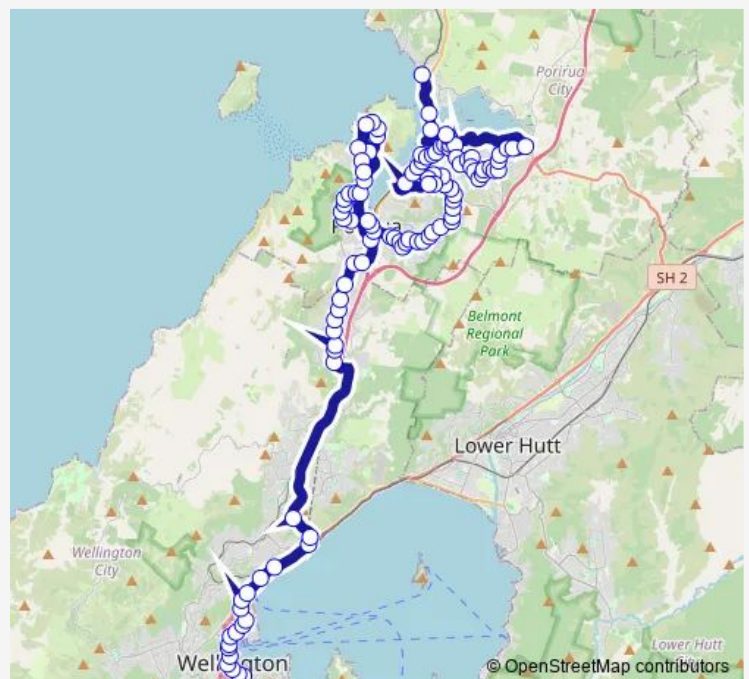 Porirua
City
SH 2
Belmont
Regional
Park
Lower Hutt
Wellington
City
Wellington
Lower Hutt
© OpenStreetMap contributors